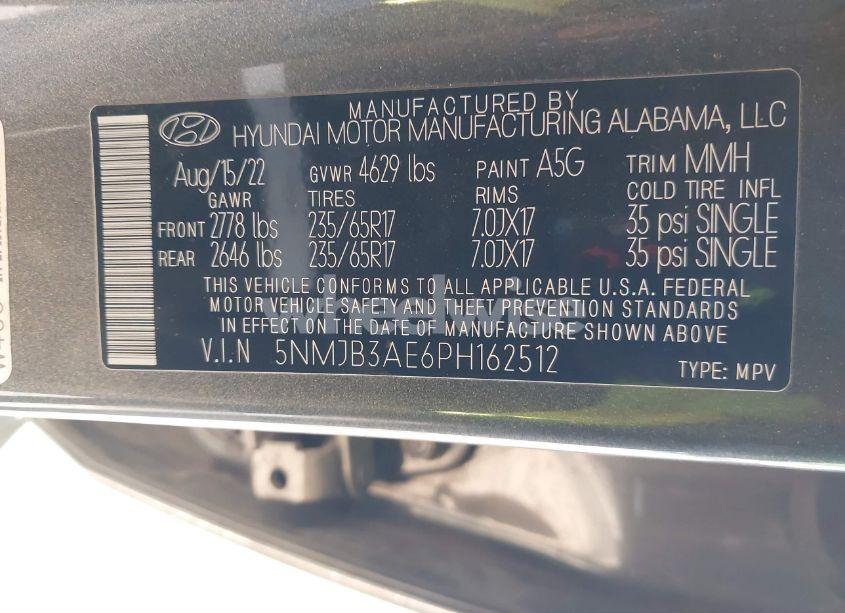 MANUFACTURED BY
HYUNDAI MOTOR MANUFACTURING ALABAMA, LLC
Aug/15/22 GVWR 4629 lbs PAINT A5G TRIM MMH
GAWR TIRES RIMS COLD TIRE INFL
FRONT 2778 lbs 235/65R17 7.0JX17 35 psi SINGLE
REAR 2646 lbs 235/65R17 7.0JX17 35 psi SINGLE
THIS VEHICLE CONFORMS TO ALL APPLICABLE U.S.A. FEDERAL
MOTOR VEHICLE SAFETY AND THEFT PREVENTION STANDARDS
IN EFFECT ON THE DATE OF MANUFACTURE SHOWN ABOVE.
V.I.N 5NMJB3AE6PH162512
TYPE: MPV
wheelwise